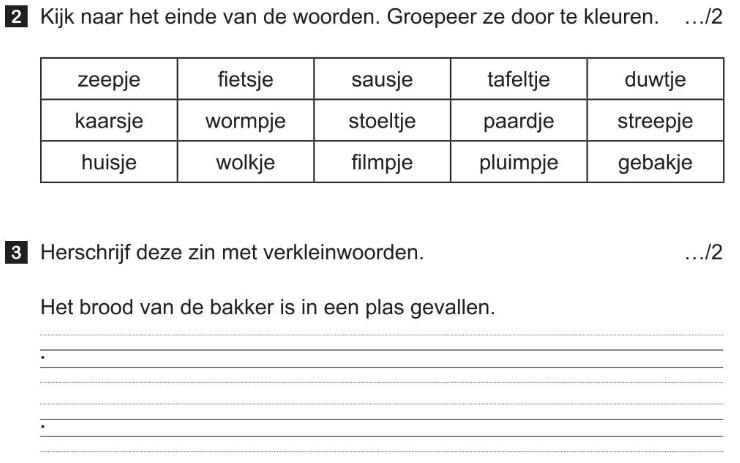 2 Kijk naar het einde van de woorden. Groepeer ze door te kleuren. .../2
zeepje fietsje sausje tafeltje duwtje
kaarsje wormpje stoeltje paardje streepje
huisje wolkje filmpje pluimpje gebakje
3 Herschrijf deze zin met verkleinwoorden. .../2
Het brood van de bakker is in een plas gevallen.